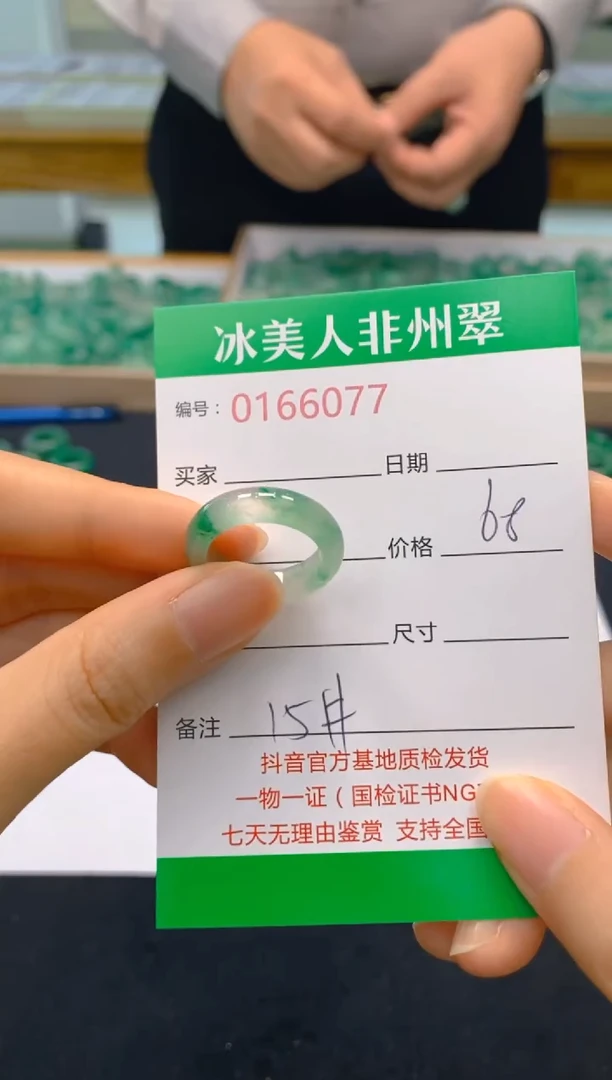 冰美人非州翠
编号：0166077
买家 日期
价格 68
尺寸
备注 15#
抖音官方基地质检发货
一物一证（国检证书NG
七天无理由鉴赏 支持全国